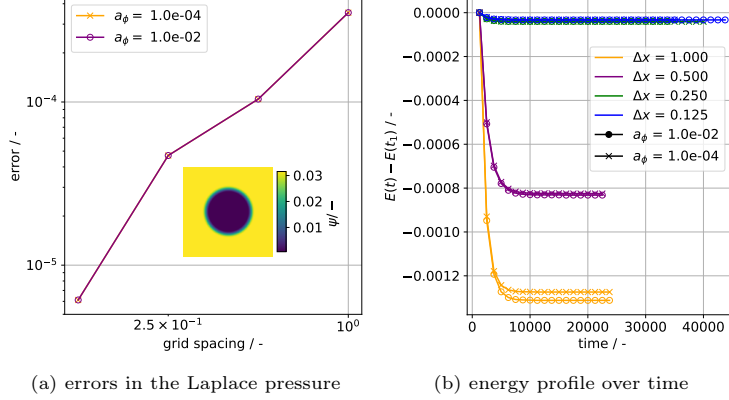 a_ϕ = 1.0e-04
a_ϕ = 1.0e-02
10⁻⁴
10⁻⁵
error / -
0.03
0.02
0.01
ψ/−
2.5 × 10⁻¹
10⁰
grid spacing / -
(a) errors in the Laplace pressure
0.0000
−0.0002
−0.0004
−0.0006
−0.0008
−0.0010
−0.0012
E(t) − E(t₁) / -
Δx = 1.000
Δx = 0.500
Δx = 0.250
Δx = 0.125
a_ϕ = 1.0e-02
a_ϕ = 1.0e-04
0
10000
20000
30000
40000
time / -
(b) energy profile over time